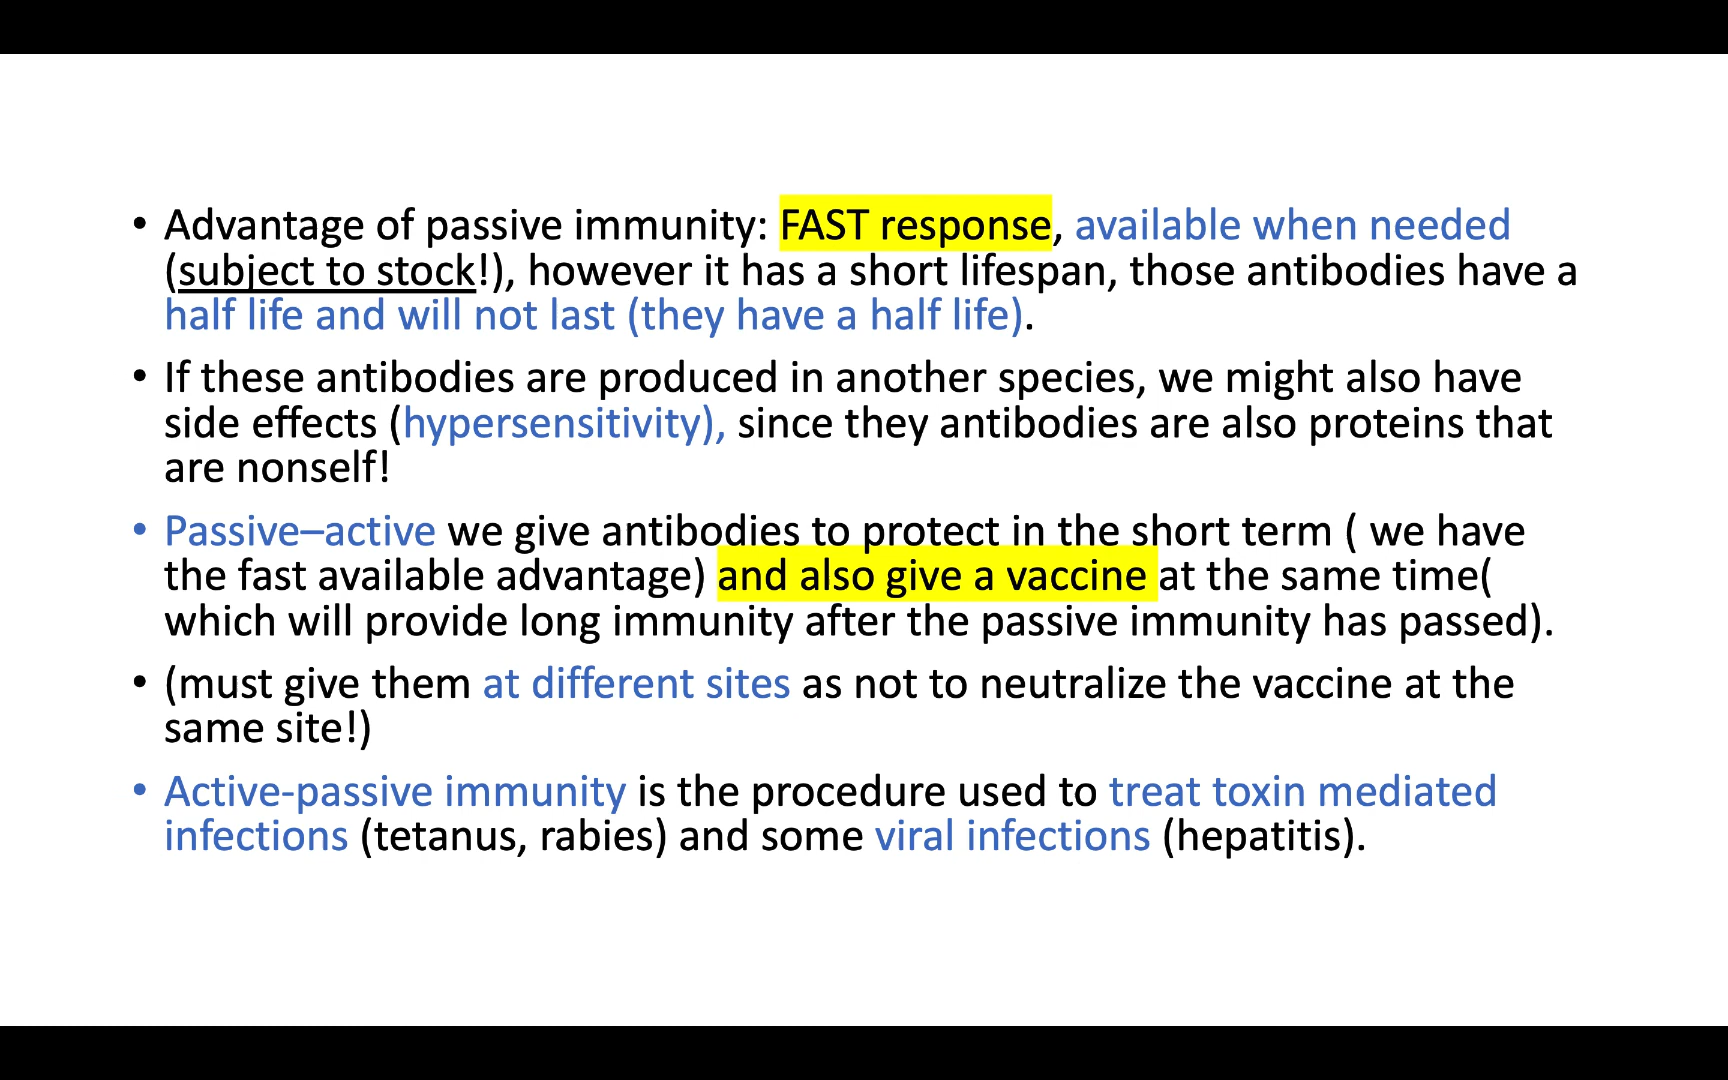 • Advantage of passive immunity: FAST response, available when needed
(subject to stock!), however it has a short lifespan, those antibodies have a
half life and will not last (they have a half life).
• If these antibodies are produced in another species, we might also have
side effects (hypersensitivity), since they antibodies are also proteins that
are nonself!
• Passive–active we give antibodies to protect in the short term ( we have
the fast available advantage) and also give a vaccine at the same time(
which will provide long immunity after the passive immunity has passed).
• (must give them at different sites as not to neutralize the vaccine at the
same site!)
• Active-passive immunity is the procedure used to treat toxin mediated
infections (tetanus, rabies) and some viral infections (hepatitis).